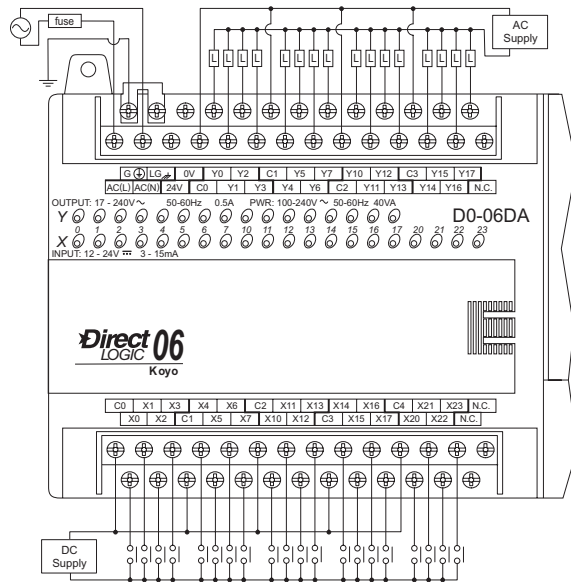 fuse
AC
Supply
L L L L L L L L L L L L L L L L
G LG 0V Y0 Y2 C1 Y5 Y7 Y10 Y12 C3 Y15 Y17
AC(L) AC(N) 24V C0 Y1 Y3 Y4 Y6 C2 Y11 Y13 Y14 Y16 N.C.
OUTPUT: 17 - 240V ~ 50-60Hz 0.5A PWR: 100-240V ~ 50-60Hz 40VA
Y
D0-06DA
0 1 2 3 4 5 6 7 10 11 12 13 14 15 16 17 20 21 22 23
X
INPUT: 12 - 24V ⎓ 3 - 15mA
Direct
LOGIC 06
Koyo
C0 X1 X3 X4 X6 C2 X11 X13 X14 X16 C4 X21 X23 N.C.
X0 X2 C1 X5 X7 X10 X12 C3 X15 X17 X20 X22 N.C.
DC
Supply